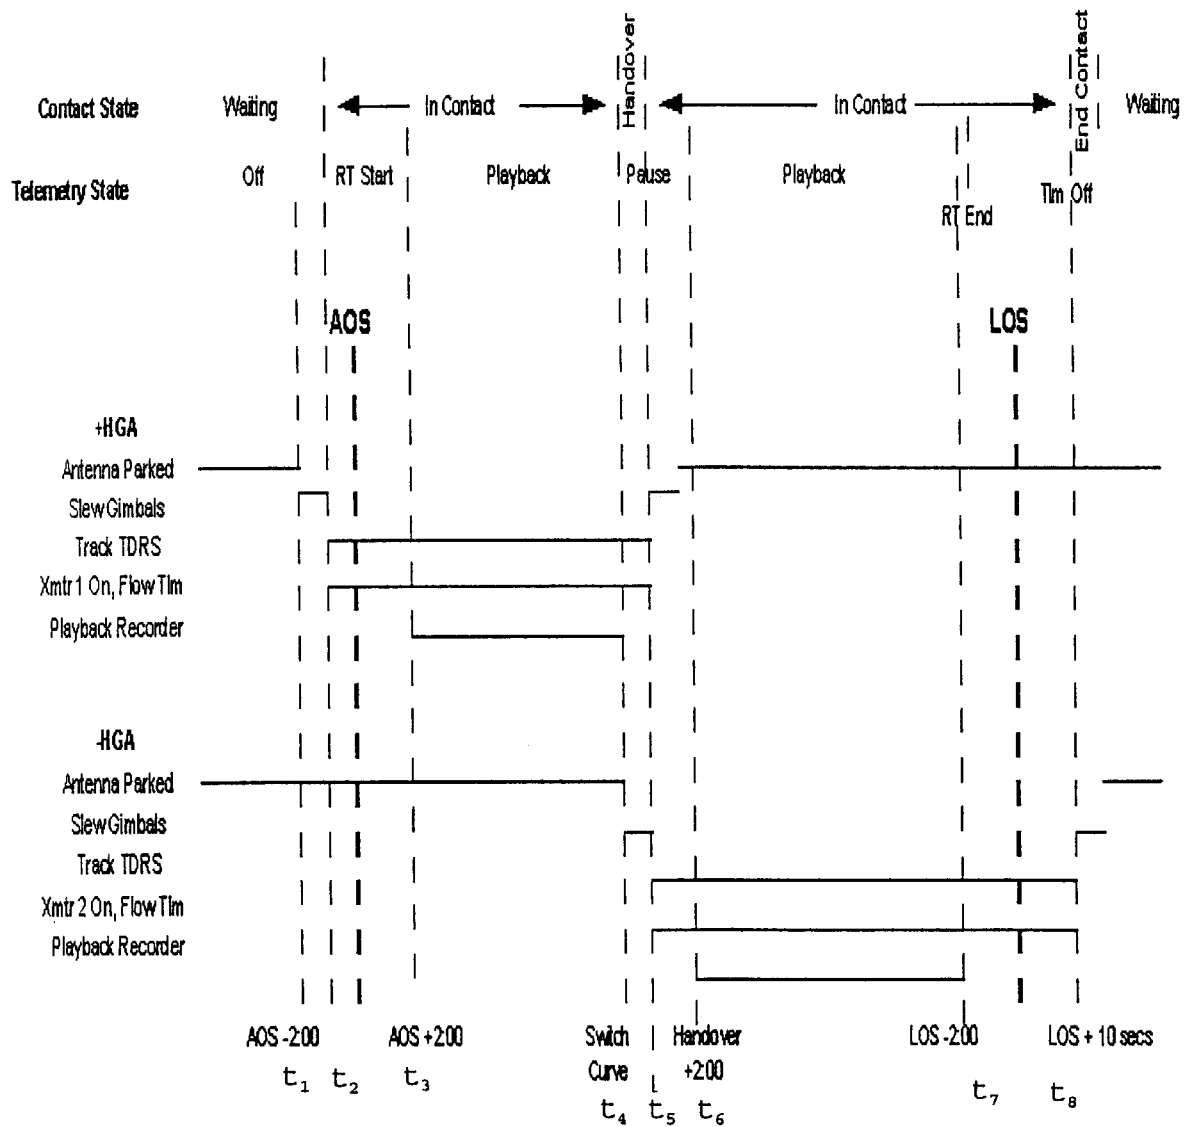 Handover
End Contact
Contact State Waiting In Contact In Contact Waiting
Telemetry State Off RT Start Playback Pause Playback Tlm Off
RT End
AOS LOS
+HGA
Antenna Parked
Slew Gimbals
Track TDRS
Xmtr 1 On, Flow Tlm
Playback Recorder
-HGA
Antenna Parked
Slew Gimbals
Track TDRS
Xmtr 2 On, Flow Tlm
Playback Recorder
AOS -2:00 AOS +2:00 Switch Curve Handover +2:00 LOS -2:00 LOS + 10 secs
t₁ t₂ t₃ t₄ t₅ t₆ t₇ t₈